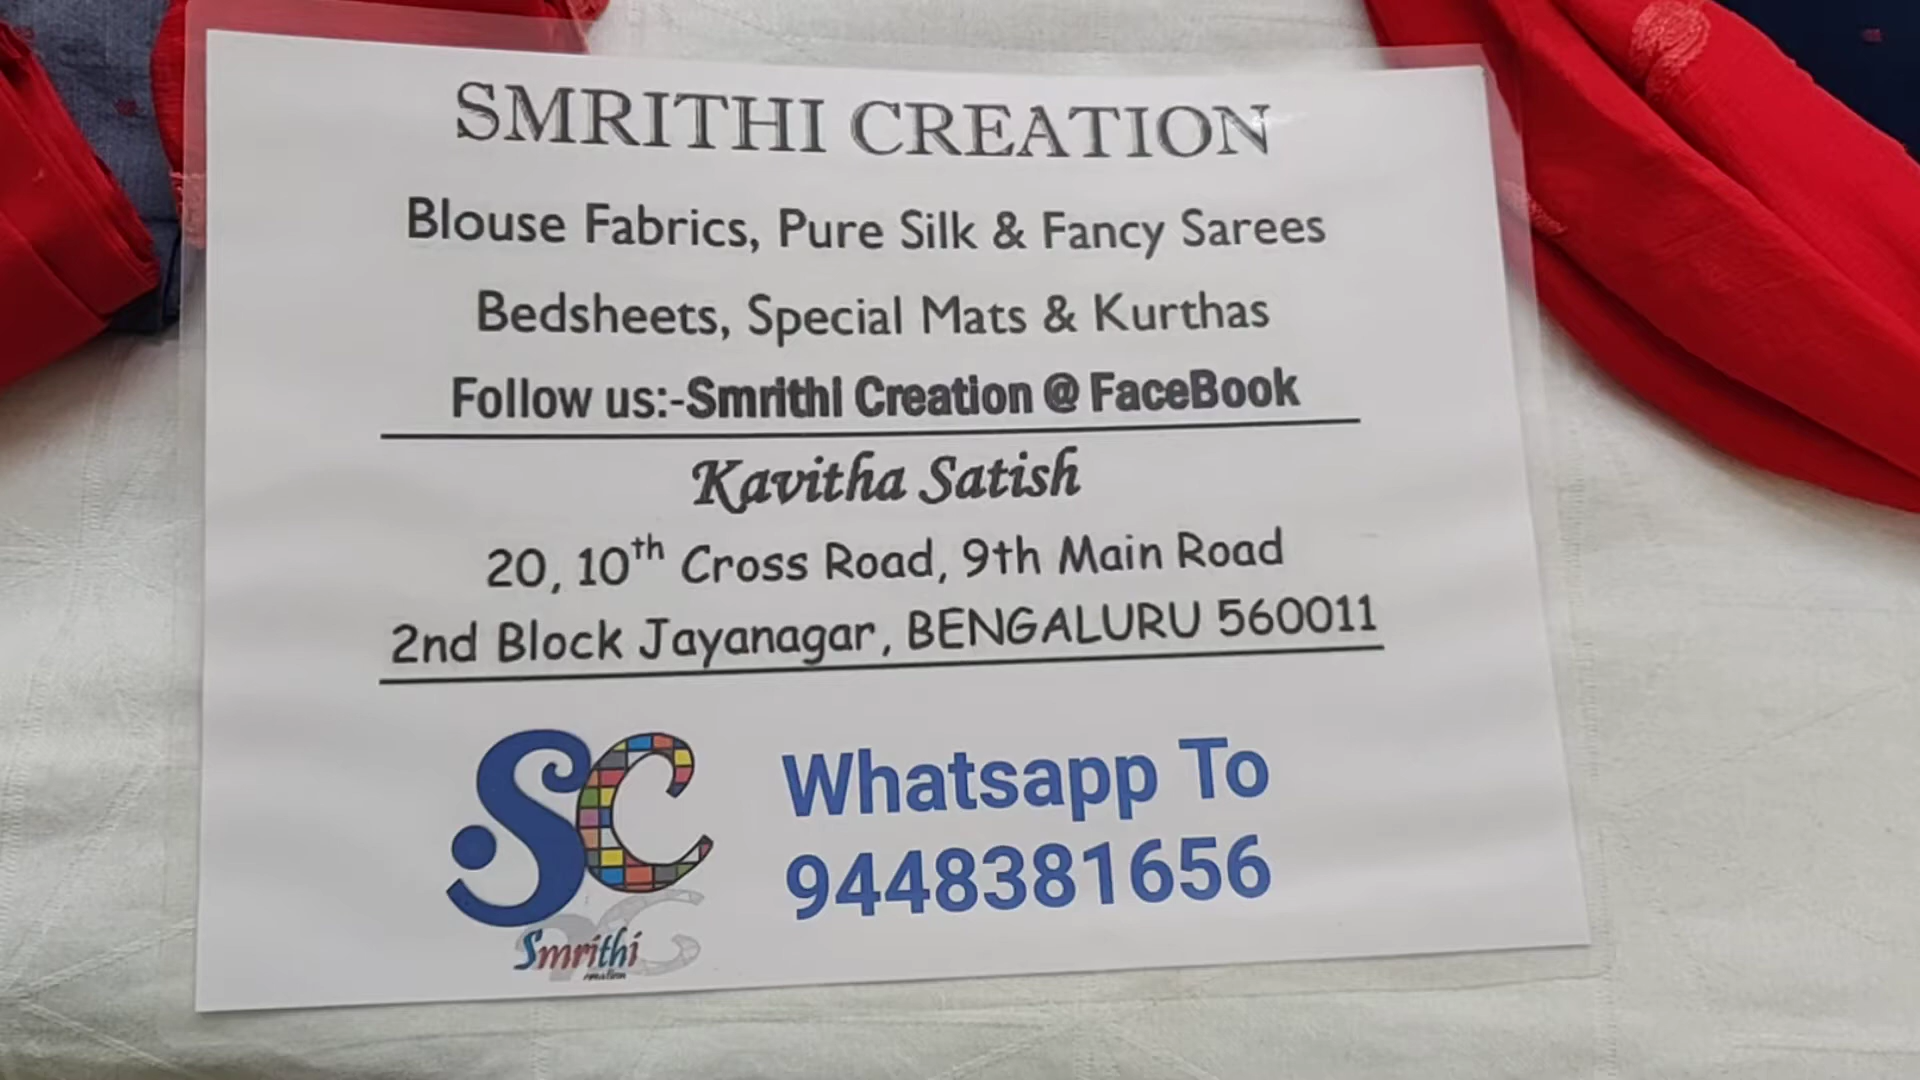 SMRITHI CREATION
Blouse Fabrics, Pure Silk & Fancy Sarees
Bedsheets, Special Mats & Kurthas
Follow us:-Smrithi Creation @ FaceBook
Kavitha Satish
20, 10th Cross Road, 9th Main Road
2nd Block Jayanagar, BENGALURU 560011
SC
Smrithi
creation
Whatsapp To
9448381656